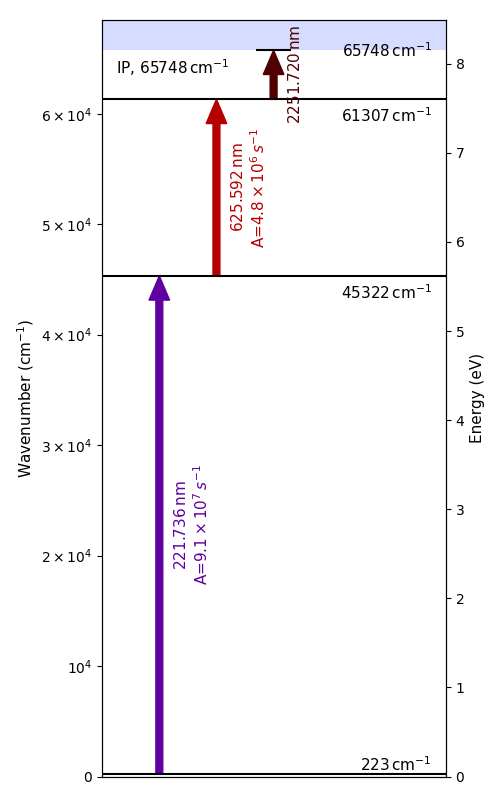 65748 cm⁻¹
IP, 65748 cm⁻¹
2251.720 nm
61307 cm⁻¹
625.592 nm
A=4.8 × 10⁶ s⁻¹
45322 cm⁻¹
221.736 nm
A=9.1 × 10⁷ s⁻¹
223 cm⁻¹
Wavenumber (cm⁻¹)
6 × 10⁴
5 × 10⁴
4 × 10⁴
3 × 10⁴
2 × 10⁴
10⁴
0
Energy (eV)
8
7
6
5
4
3
2
1
0